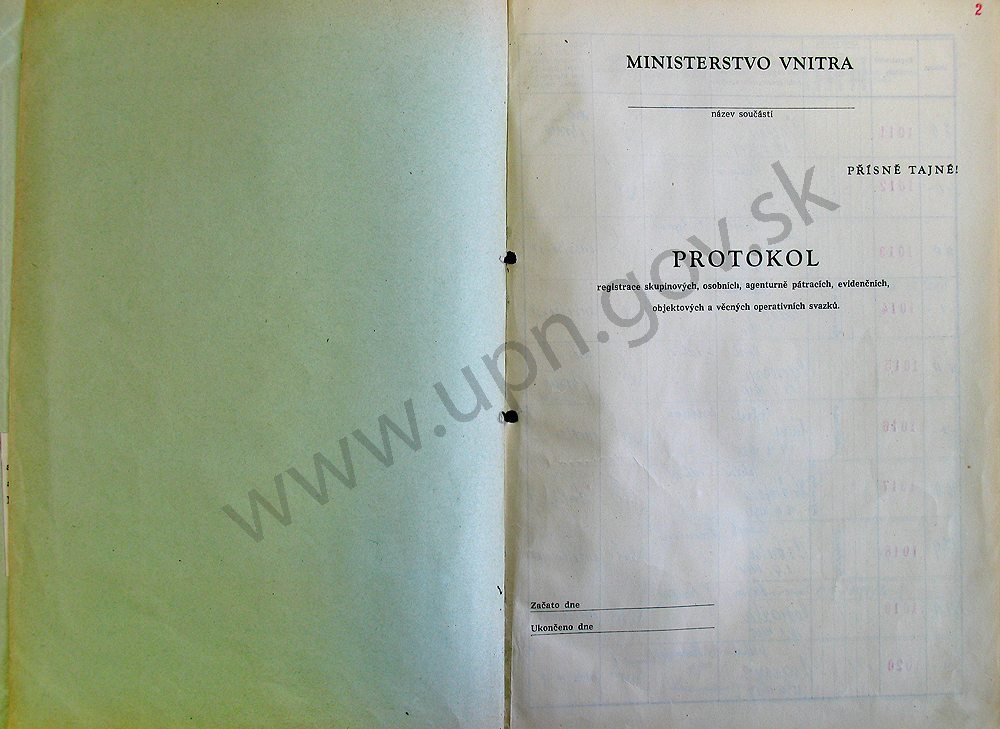 2
MINISTERSTVO VNITRA
název součásti
PŘÍSNĚ TAJNÉ!
PROTOKOL
registrace skupinových, osobních, agenturně pátracích, evidenčních,
objektových a věcných operativních svazků.
www.upn.gov.sk
Začato dne
Ukončeno dne